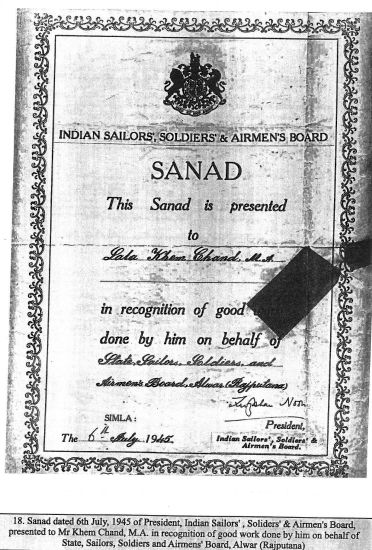 INDIAN SAILORS', SOLDIERS' & AIRMEN'S BOARD
SANAD
This Sanad is presented
to
Lala Khem Chand, M.A.
in recognition of good
done by him on behalf of
State, Sailors, Soldiers, and
Airmen's Board, Alwar (Rajputana)
Noon
SIMLA:
President,
The 6th July 1945.
Indian Sailors', Soldiers' &
Airmen's Board.
18. Sanad dated 6th July, 1945 of President, Indian Sailors' , Soliders' & Airmen's Board,
presented to Mr Khem Chand, M.A. in recognition of good work done by him on behalf of
State, Sailors, Soldiers and Airmens' Board, Alwar (Rajpurana)